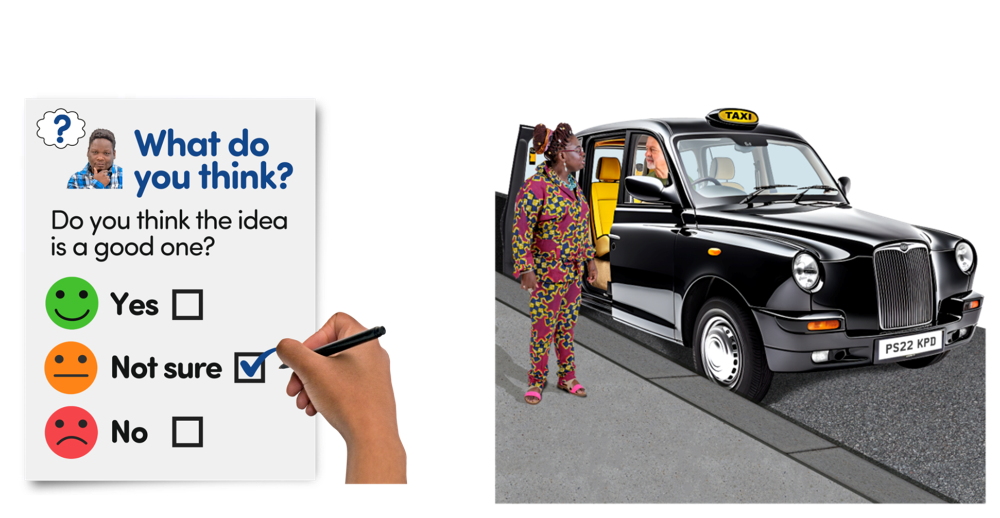 ?
What do
you think?
Do you think the idea
is a good one?
Yes
Not sure
No
TAXI
PS22 KPD